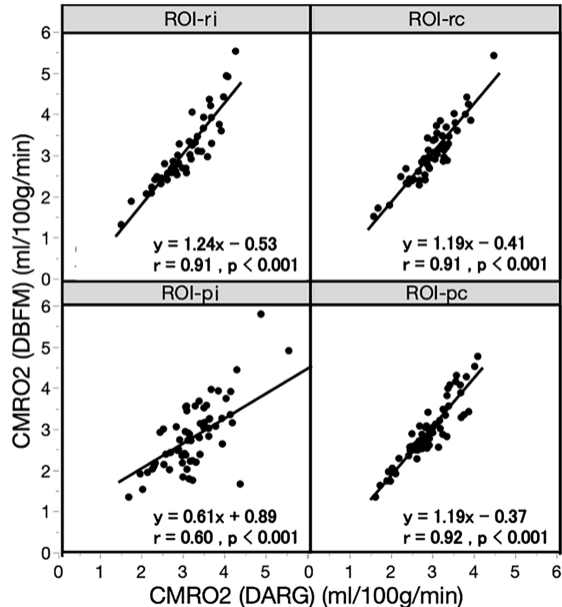 ROI-ri
ROI-rc
6
5
4
3
2
1
0
y = 1.24x − 0.53
r = 0.91 , p < 0.001
y = 1.19x − 0.41
r = 0.91 , p < 0.001
ROI-pi
ROI-pc
6
5
4
3
2
1
0
y = 0.61x + 0.89
r = 0.60 , p < 0.001
y = 1.19x − 0.37
r = 0.92 , p < 0.001
0 1 2 3 4 5 0 1 2 3 4 5 6
CMRO2 (DARG) (ml/100g/min)
CMRO2 (DBFM) (ml/100g/min)